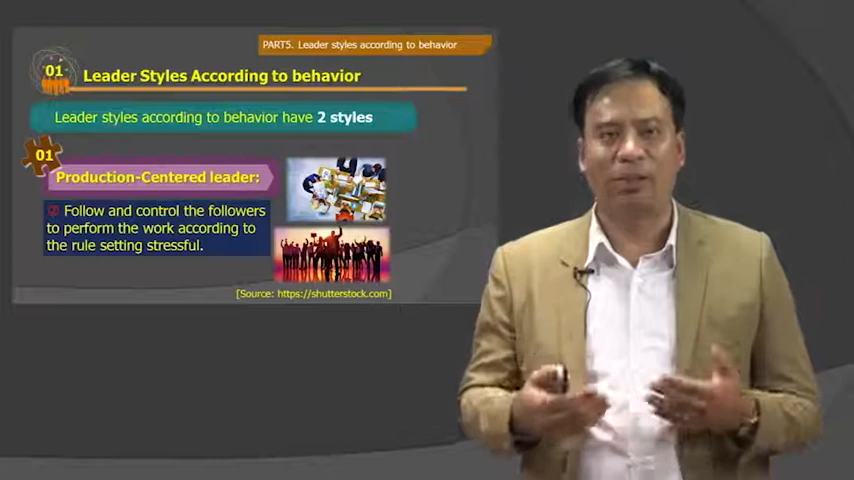 PART5. Leader styles according to behavior
01
Leader Styles According to behavior
Leader styles according to behavior have 2 styles
01
Production-Centered leader:
Follow and control the followers
to perform the work according to
the rule setting stressful.
[Source: https://shutterstock.com]